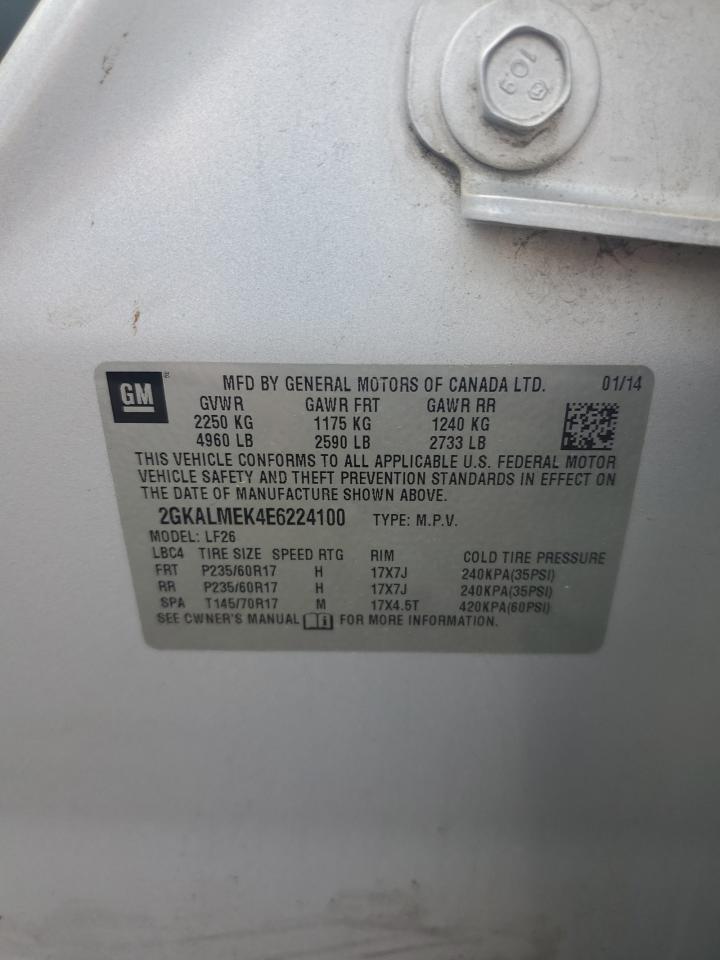 10.9
GM
MFD BY GENERAL MOTORS OF CANADA LTD. 01/14
GVWR GAWR FRT GAWR RR
2250 KG 1175 KG 1240 KG
4960 LB 2590 LB 2733 LB
THIS VEHICLE CONFORMS TO ALL APPLICABLE U.S. FEDERAL MOTOR
VEHICLE SAFETY AND THEFT PREVENTION STANDARDS IN EFFECT ON
THE DATE OF MANUFACTURE SHOWN ABOVE.
2GKALMEK4E6224100 TYPE: M.P.V.
MODEL: LF26
LBC4 TIRE SIZE SPEED RTG RIM COLD TIRE PRESSURE
FRT P235/60R17 H 17X7J 240KPA(35PSI)
RR P235/60R17 H 17X7J 240KPA(35PSI)
SPA T145/70R17 M 17X4.5T 420KPA(60PSI)
SEE OWNER'S MANUAL FOR MORE INFORMATION.